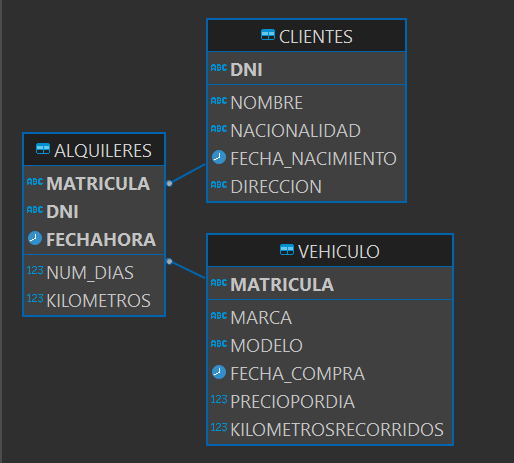 CLIENTES
ABC DNI
ABC NOMBRE
ABC NACIONALIDAD
FECHA_NACIMIENTO
ABC DIRECCION
ALQUILERES
ABC MATRICULA
ABC DNI
FECHAHORA
123 NUM_DIAS
123 KILOMETROS
VEHICULO
ABC MATRICULA
ABC MARCA
ABC MODELO
FECHA_COMPRA
123 PRECIOPORDIA
123 KILOMETROSRECORRIDOS